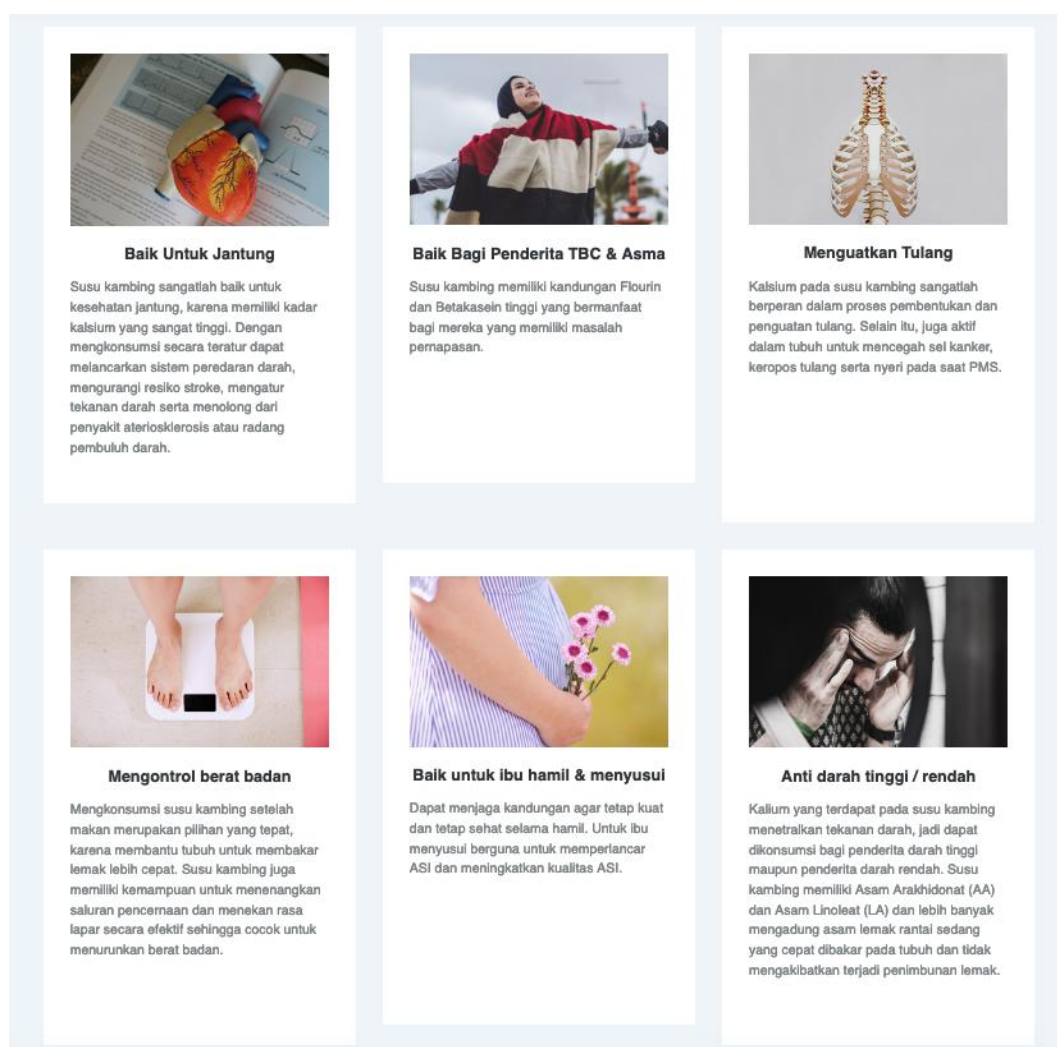 Baik Untuk Jantung
Susu kambing sangatlah baik untuk
kesehatan jantung, karena memiliki kadar
kalsium yang sangat tinggi. Dengan
mengkonsumsi secara teratur dapat
melancarkan sistem peredaran darah,
mengurangi resiko stroke, mengatur
tekanan darah serta menolong dari
penyakit ateriosklerosis atau radang
pembuluh darah.
Baik Bagi Penderita TBC & Asma
Susu kambing memiliki kandungan Flourin
dan Betakasein tinggi yang bermanfaat
bagi mereka yang memiliki masalah
pernapasan.
Menguatkan Tulang
Kalsium pada susu kambing sangatlah
berperan dalam proses pembentukan dan
penguatan tulang. Selain itu, juga aktif
dalam tubuh untuk mencegah sel kanker,
keropos tulang serta nyeri pada saat PMS.
Mengontrol berat badan
Mengkonsumsi susu kambing setelah
makan merupakan pilihan yang tepat,
karena membantu tubuh untuk membakar
lemak lebih cepat. Susu kambing juga
memiliki kemampuan untuk menenangkan
saluran pencernaan dan menekan rasa
lapar secara efektif sehingga cocok untuk
menurunkan berat badan.
Baik untuk ibu hamil & menyusui
Dapat menjaga kandungan agar tetap kuat
dan tetap sehat selama hamil. Untuk ibu
menyusui berguna untuk memperlancar
ASI dan meningkatkan kualitas ASI.
Anti darah tinggi / rendah
Kalium yang terdapat pada susu kambing
menetralkan tekanan darah, jadi dapat
dikonsumsi bagi penderita darah tinggi
maupun penderita darah rendah. Susu
kambing memiliki Asam Arakhidonat (AA)
dan Asam Linoleat (LA) dan lebih banyak
mengadung asam lemak rantai sedang
yang cepat dibakar pada tubuh dan tidak
mengakibatkan terjadi penimbunan lemak.